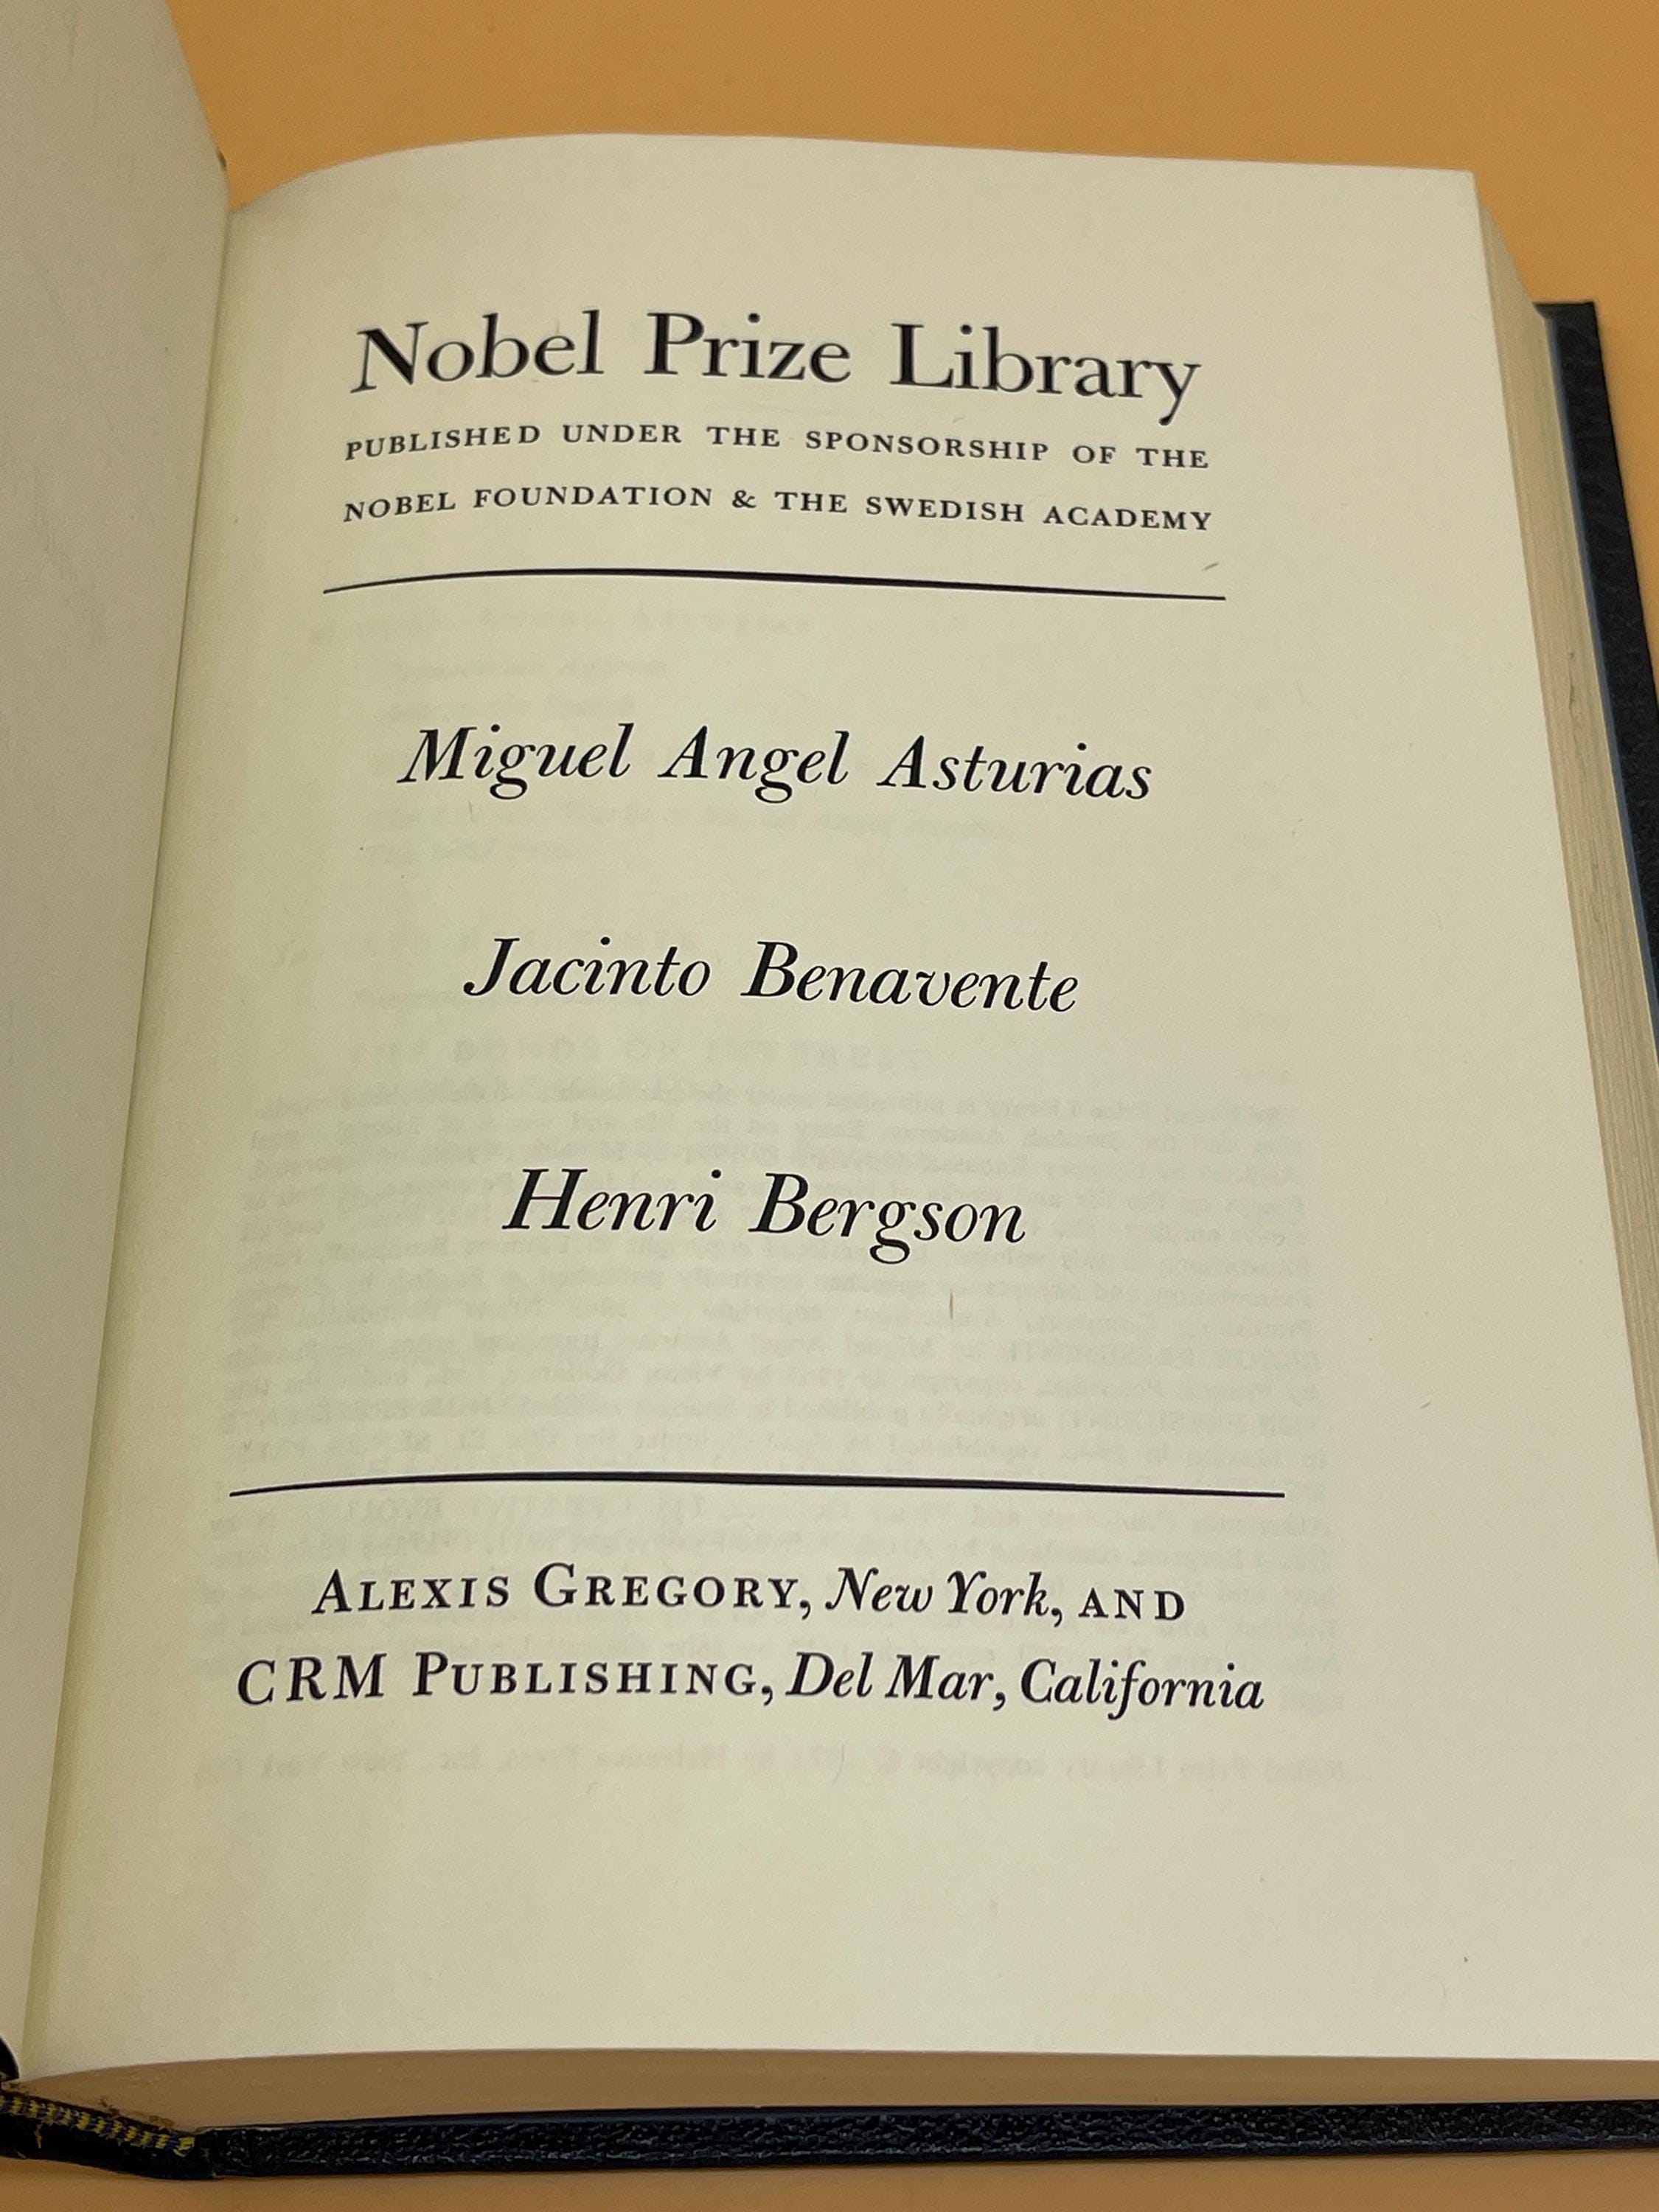 Nobel Prize Library
PUBLISHED UNDER THE SPONSORSHIP OF THE
NOBEL FOUNDATION & THE SWEDISH ACADEMY
Miguel Angel Asturias
Jacinto Benavente
Henri Bergson
ALEXIS GREGORY, New York, AND
CRM PUBLISHING, Del Mar, California